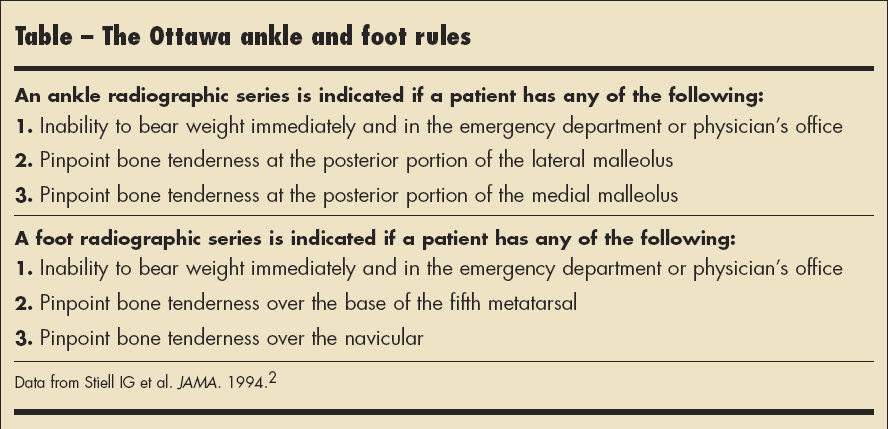 Table – The Ottawa ankle and foot rules
An ankle radiographic series is indicated if a patient has any of the following:
1. Inability to bear weight immediately and in the emergency department or physician’s office
2. Pinpoint bone tenderness at the posterior portion of the lateral malleolus
3. Pinpoint bone tenderness at the posterior portion of the medial malleolus
A foot radiographic series is indicated if a patient has any of the following:
1. Inability to bear weight immediately and in the emergency department or physician’s office
2. Pinpoint bone tenderness over the base of the fifth metatarsal
3. Pinpoint bone tenderness over the navicular
Data from Stiell IG et al. JAMA. 1994.2